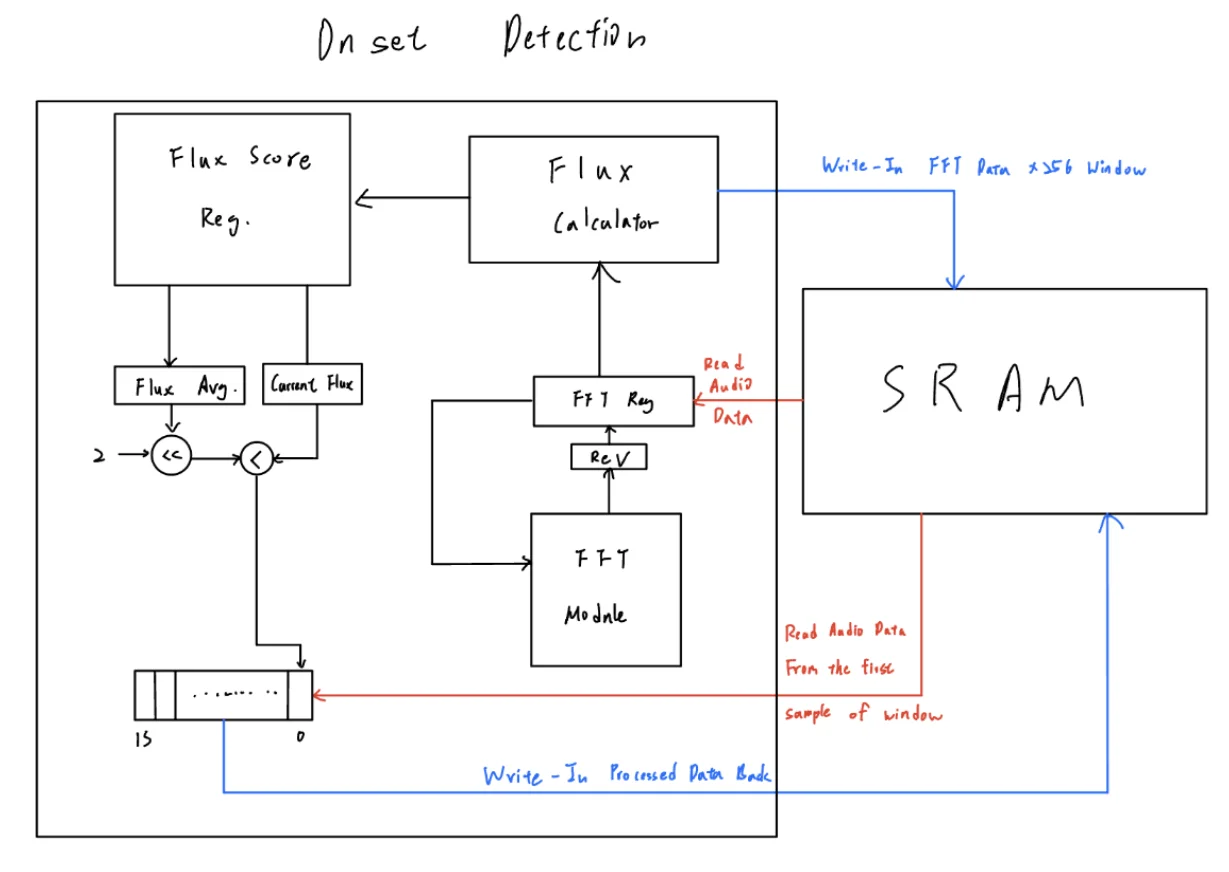 Onset Detection
Flux Score
Reg.
Flux
Calculator
Write-In FFT Data x256 Window
SRAM
Read
Audio
Data
Flux Avg.
Current Flux
FFT Reg
2
<<
<
Rev
FFT
Module
Read Audio Data
From the first
sample of window
15
0
Write-In Processed Data Back